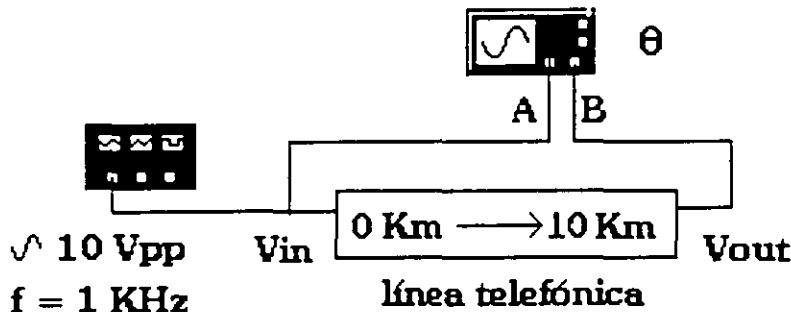 θ
A B
0 Km → 10 Km
∿ 10 Vpp Vin Vout
f = 1 KHz línea telefónica